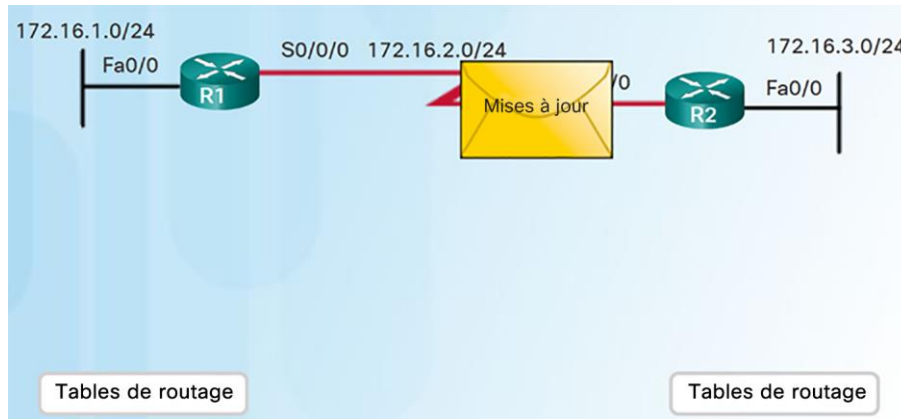 172.16.1.0/24
Fa0/0
R1
S0/0/0
172.16.2.0/24
Mises à jour
/0
R2
172.16.3.0/24
Fa0/0
Tables de routage
Tables de routage